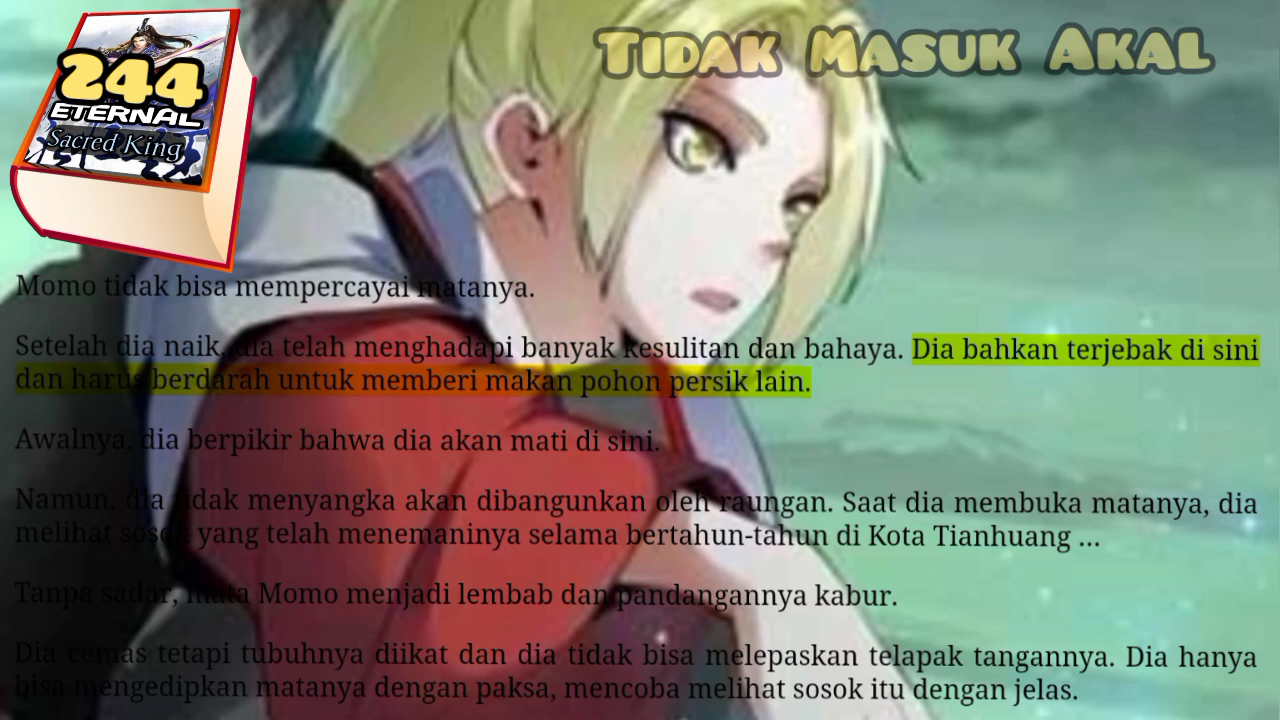 TIDAK MASUK AKAL
244
ETERNAL
Sacred King
Momo tidak bisa mempercayai matanya.
Setelah dia naik, dia telah menghadapi banyak kesulitan dan bahaya. Dia bahkan terjebak di sini
dan harus berdarah untuk memberi makan pohon persik lain.
Awalnya, dia berpikir bahwa dia akan mati di sini.
Namun, dia tidak menyangka akan dibangunkan oleh raungan. Saat dia membuka matanya, dia
melihat sosok yang telah menemaninya selama bertahun-tahun di Kota Tianhuang ...
Tanpa sadar, mata Momo menjadi lembab dan pandangannya kabur.
Dia cemas tetapi tubuhnya diikat dan dia tidak bisa melepaskan telapak tangannya. Dia hanya
bisa mengedipkan matanya dengan paksa, mencoba melihat sosok itu dengan jelas.